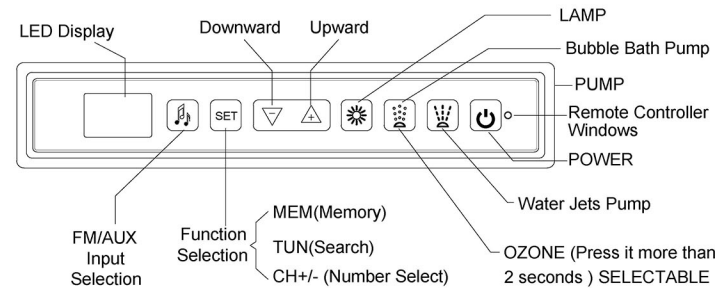 LED Display
Downward
Upward
LAMP
Bubble Bath Pump
PUMP
Remote Controller
Windows
POWER
SET
−
+
Water Jets Pump
OZONE (Press it more than
2 seconds ) SELECTABLE
FM/AUX
Input
Selection
Function
Selection
MEM(Memory)
TUN(Search)
CH+/- (Number Select)